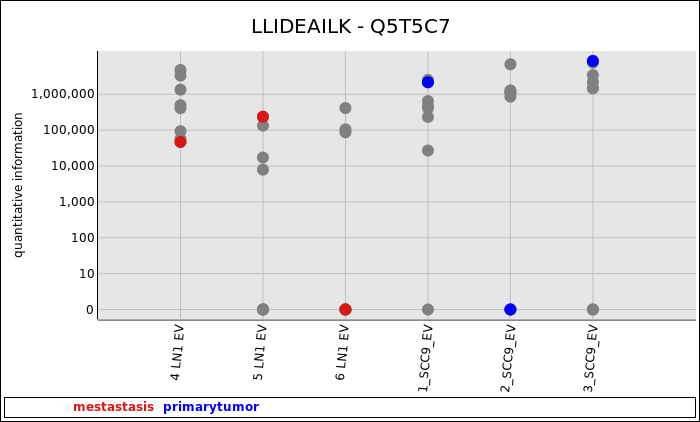 LLIDEAILK - Q5T5C7
quantitative information
1,000,000
100,000
10,000
1,000
100
10
0
4 LN1 EV
5 LN1 EV
6 LN1 EV
1_SCC9_EV
2_SCC9_EV
3_SCC9_EV
mestastasis primarytumor